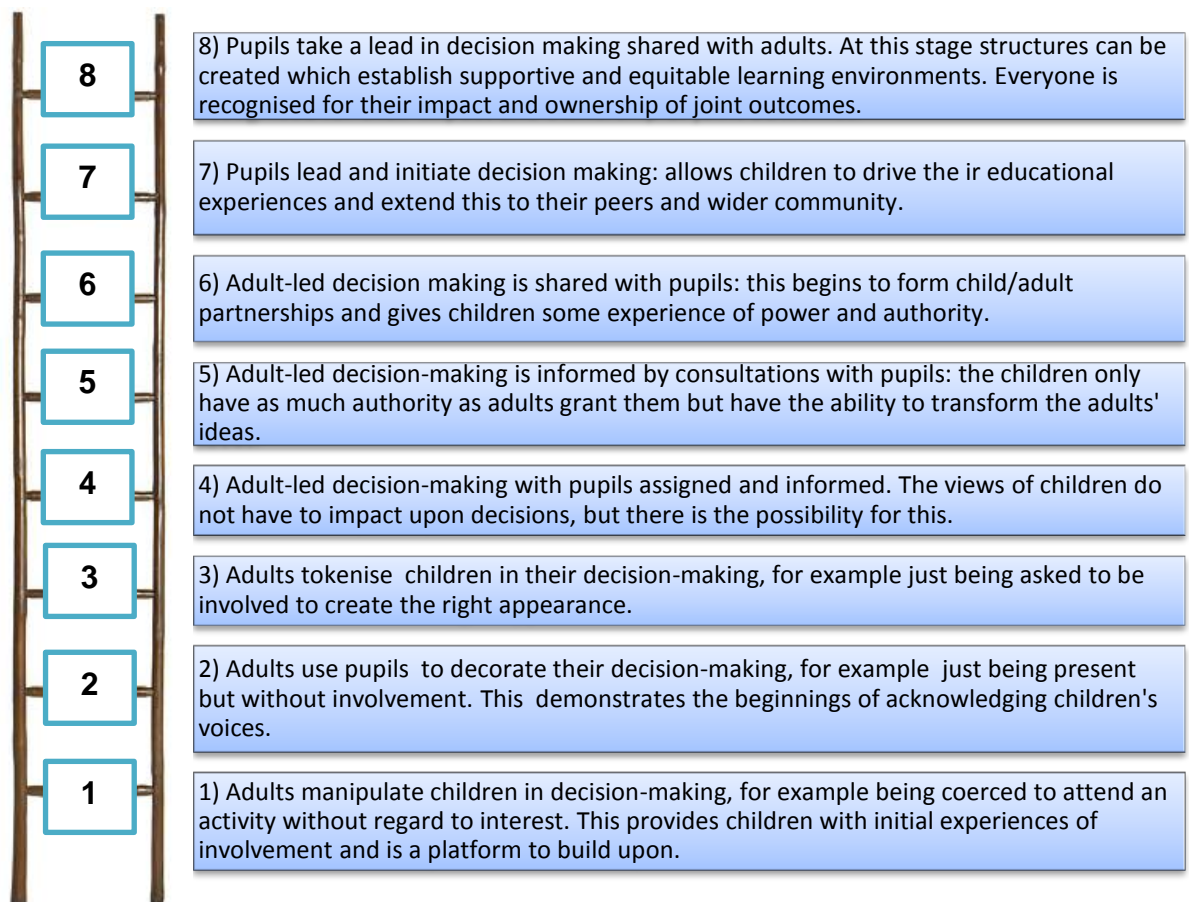 8
8) Pupils take a lead in decision making shared with adults. At this stage structures can be
created which establish supportive and equitable learning environments. Everyone is
recognised for their impact and ownership of joint outcomes.
7
7) Pupils lead and initiate decision making: allows children to drive the ir educational
experiences and extend this to their peers and wider community.
6
6) Adult-led decision making is shared with pupils: this begins to form child/adult
partnerships and gives children some experience of power and authority.
5
5) Adult-led decision-making is informed by consultations with pupils: the children only
have as much authority as adults grant them but have the ability to transform the adults'
ideas.
4
4) Adult-led decision-making with pupils assigned and informed. The views of children do
not have to impact upon decisions, but there is the possibility for this.
3
3) Adults tokenise children in their decision-making, for example just being asked to be
involved to create the right appearance.
2
2) Adults use pupils to decorate their decision-making, for example just being present
but without involvement. This demonstrates the beginnings of acknowledging children's
voices.
1
1) Adults manipulate children in decision-making, for example being coerced to attend an
activity without regard to interest. This provides children with initial experiences of
involvement and is a platform to build upon.